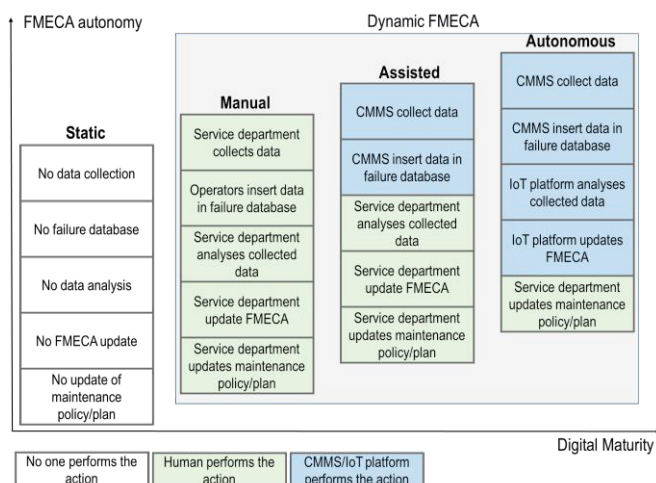 FMECA autonomy
Dynamic FMECA
Static
No data collection
No failure database
No data analysis
No FMECA update
No update of
maintenance
policy/plan
Manual
Service department
collects data
Operators insert data
in failure database
Service department
analyses collected
data
Service department
update FMECA
Service department
updates maintenance
policy/plan
Assisted
CMMS collect data
CMMS insert data in
failure database
Service department
analyses collected
data
Service department
update FMECA
Service department
updates maintenance
policy/plan
Autonomous
CMMS collect data
CMMS insert data in
failure database
IoT platform analyses
collected data
IoT platform updates
FMECA
Service department
updates maintenance
policy/plan
Digital Maturity
No one performs the
action
Human performs the
action
CMMS/IoT platform
performs the action